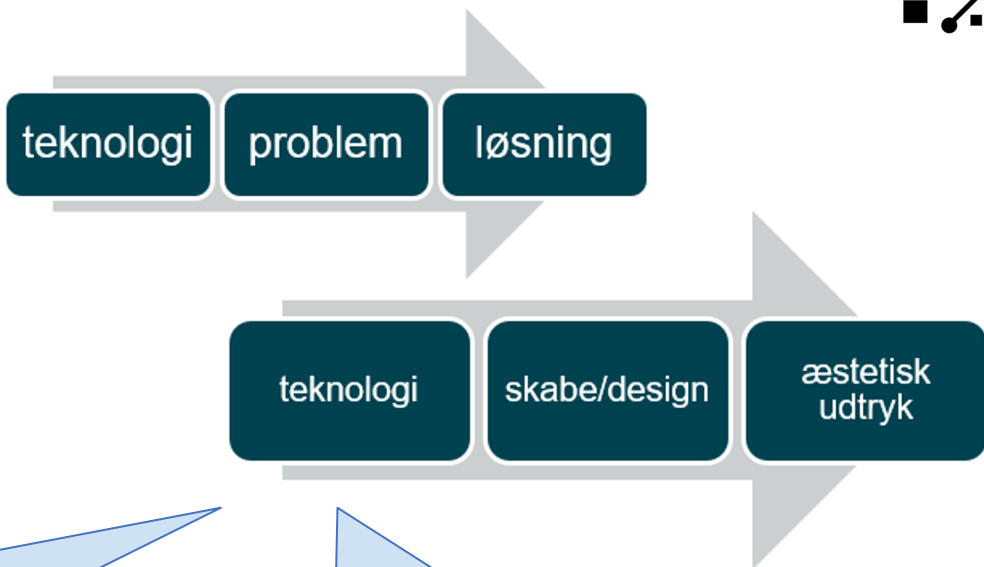 teknologi
problem
løsning
teknologi
skabe/design
æstetisk
udtryk